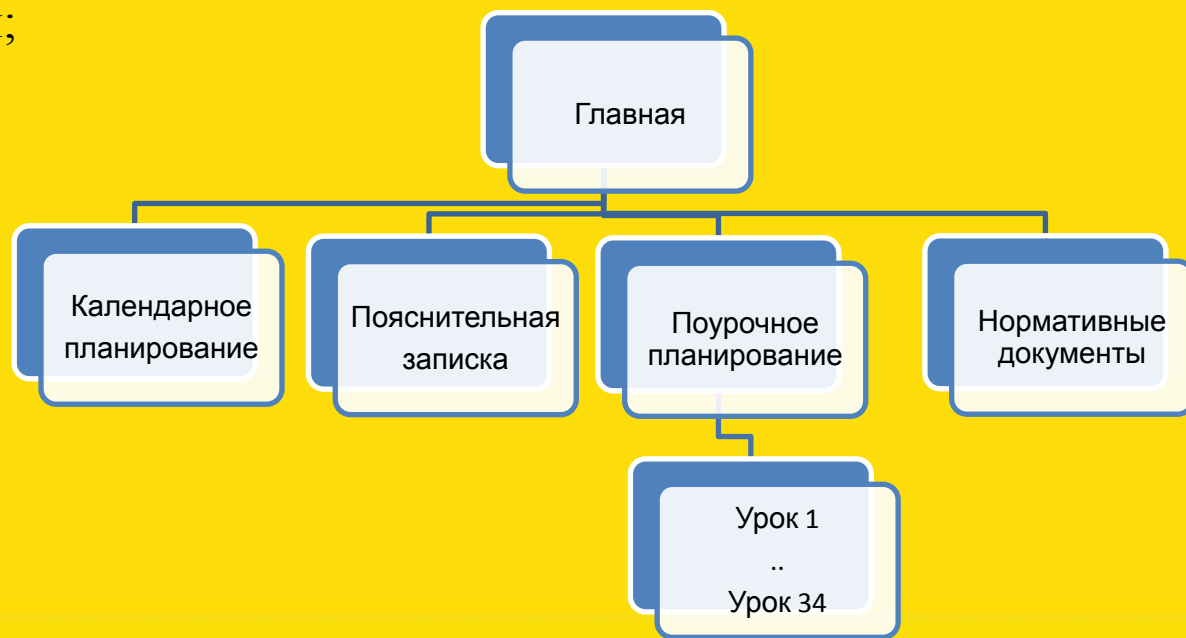 Главная
Календарное
планирование
Пояснительная
записка
Поурочное
планирование
Нормативные
документы
Урок 1
..
Урок 34